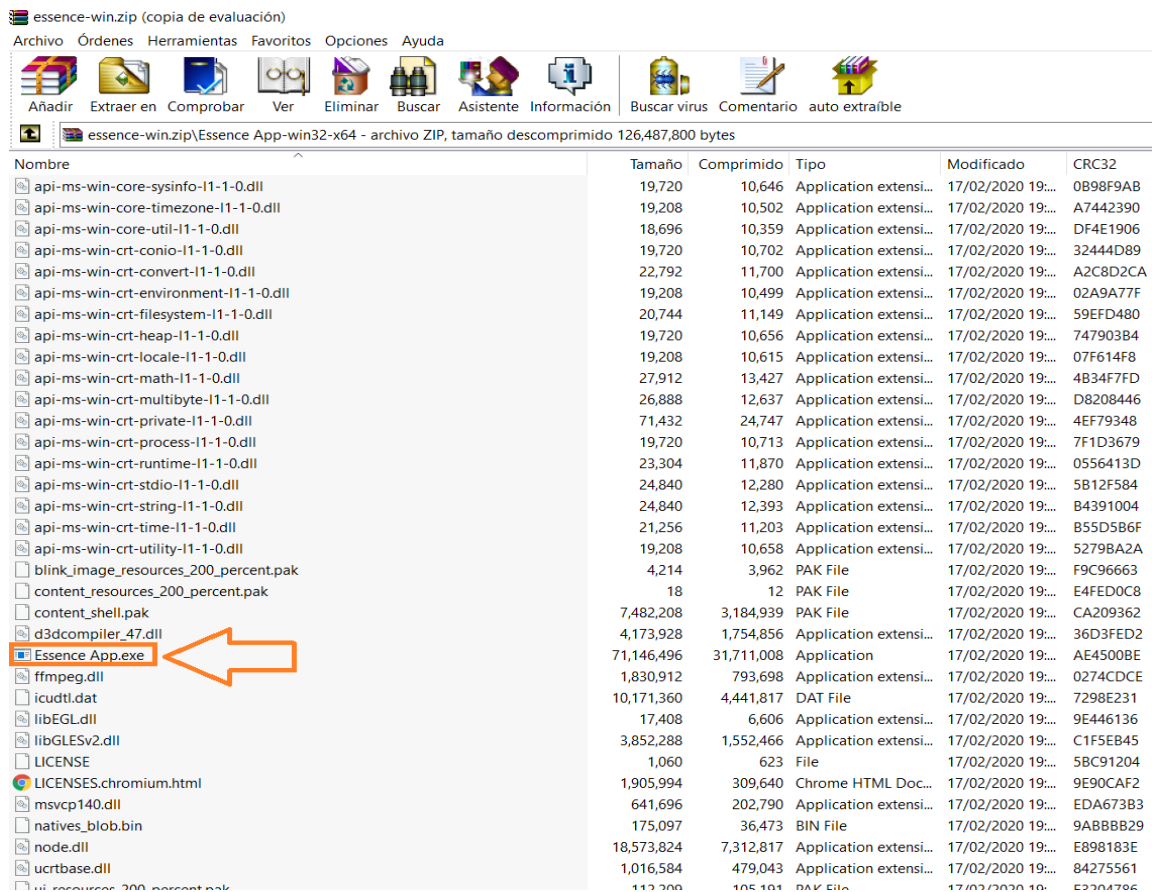 essence-win.zip (copia de evaluación)
Archivo Órdenes Herramientas Favoritos Opciones Ayuda
Añadir Extraer en Comprobar Ver Eliminar Buscar Asistente Información Buscar virus Comentario auto extraíble
essence-win.zip\Essence App-win32-x64 - archivo ZIP, tamaño descomprimido 126,487,800 bytes
Nombre Tamaño Comprimido Tipo Modificado CRC32
api-ms-win-core-sysinfo-l1-1-0.dll 19,720 10,646 Application extensi... 17/02/2020 19:... 0B98F9AB
api-ms-win-core-timezone-l1-1-0.dll 19,208 10,502 Application extensi... 17/02/2020 19:... A7442390
api-ms-win-core-util-l1-1-0.dll 18,696 10,359 Application extensi... 17/02/2020 19:... DF4E1906
api-ms-win-crt-conio-l1-1-0.dll 19,720 10,702 Application extensi... 17/02/2020 19:... 32444D89
api-ms-win-crt-convert-l1-1-0.dll 22,792 11,700 Application extensi... 17/02/2020 19:... A2C8D2CA
api-ms-win-crt-environment-l1-1-0.dll 19,208 10,499 Application extensi... 17/02/2020 19:... 02A9A77F
api-ms-win-crt-filesystem-l1-1-0.dll 20,744 11,149 Application extensi... 17/02/2020 19:... 59EFD480
api-ms-win-crt-heap-l1-1-0.dll 19,720 10,656 Application extensi... 17/02/2020 19:... 747903B4
api-ms-win-crt-locale-l1-1-0.dll 19,208 10,615 Application extensi... 17/02/2020 19:... 07F614F8
api-ms-win-crt-math-l1-1-0.dll 27,912 13,427 Application extensi... 17/02/2020 19:... 4B34F7FD
api-ms-win-crt-multibyte-l1-1-0.dll 26,888 12,637 Application extensi... 17/02/2020 19:... D8208446
api-ms-win-crt-private-l1-1-0.dll 71,432 24,747 Application extensi... 17/02/2020 19:... 4EF79348
api-ms-win-crt-process-l1-1-0.dll 19,720 10,713 Application extensi... 17/02/2020 19:... 7F1D3679
api-ms-win-crt-runtime-l1-1-0.dll 23,304 11,870 Application extensi... 17/02/2020 19:... 0556413D
api-ms-win-crt-stdio-l1-1-0.dll 24,840 12,280 Application extensi... 17/02/2020 19:... 5B12F584
api-ms-win-crt-string-l1-1-0.dll 24,840 12,393 Application extensi... 17/02/2020 19:... B4391004
api-ms-win-crt-time-l1-1-0.dll 21,256 11,203 Application extensi... 17/02/2020 19:... B55D5B6F
api-ms-win-crt-utility-l1-1-0.dll 19,208 10,658 Application extensi... 17/02/2020 19:... 5279BA2A
blink_image_resources_200_percent.pak 4,214 3,962 PAK File 17/02/2020 19:... F9C96663
content_resources_200_percent.pak 18 12 PAK File 17/02/2020 19:... E4FED0C8
content_shell.pak 7,482,208 3,184,939 PAK File 17/02/2020 19:... CA209362
d3dcompiler_47.dll 4,173,928 1,754,856 Application extensi... 17/02/2020 19:... 36D3FED2
Essence App.exe 71,146,496 31,711,008 Application 17/02/2020 19:... AE4500BE
ffmpeg.dll 1,830,912 793,698 Application extensi... 17/02/2020 19:... 0274CDCE
icudtl.dat 10,171,360 4,441,817 DAT File 17/02/2020 19:... 7298E231
libEGL.dll 17,408 6,606 Application extensi... 17/02/2020 19:... 9E446136
libGLESv2.dll 3,852,288 1,552,466 Application extensi... 17/02/2020 19:... C1F5EB45
LICENSE 1,060 623 File 17/02/2020 19:... 5BC91204
LICENSES.chromium.html 1,905,994 309,640 Chrome HTML Doc... 17/02/2020 19:... 9E90CAF2
msvcp140.dll 641,696 202,790 Application extensi... 17/02/2020 19:... EDA673B3
natives_blob.bin 175,097 36,473 BIN File 17/02/2020 19:... 9ABBBB29
node.dll 18,573,824 7,312,817 Application extensi... 17/02/2020 19:... E898183E
ucrtbase.dll 1,016,584 479,043 Application extensi... 17/02/2020 19:... 84275561
ui_resources_200_percent.pak 112,209 105,191 PAK File 17/02/2020 19:...